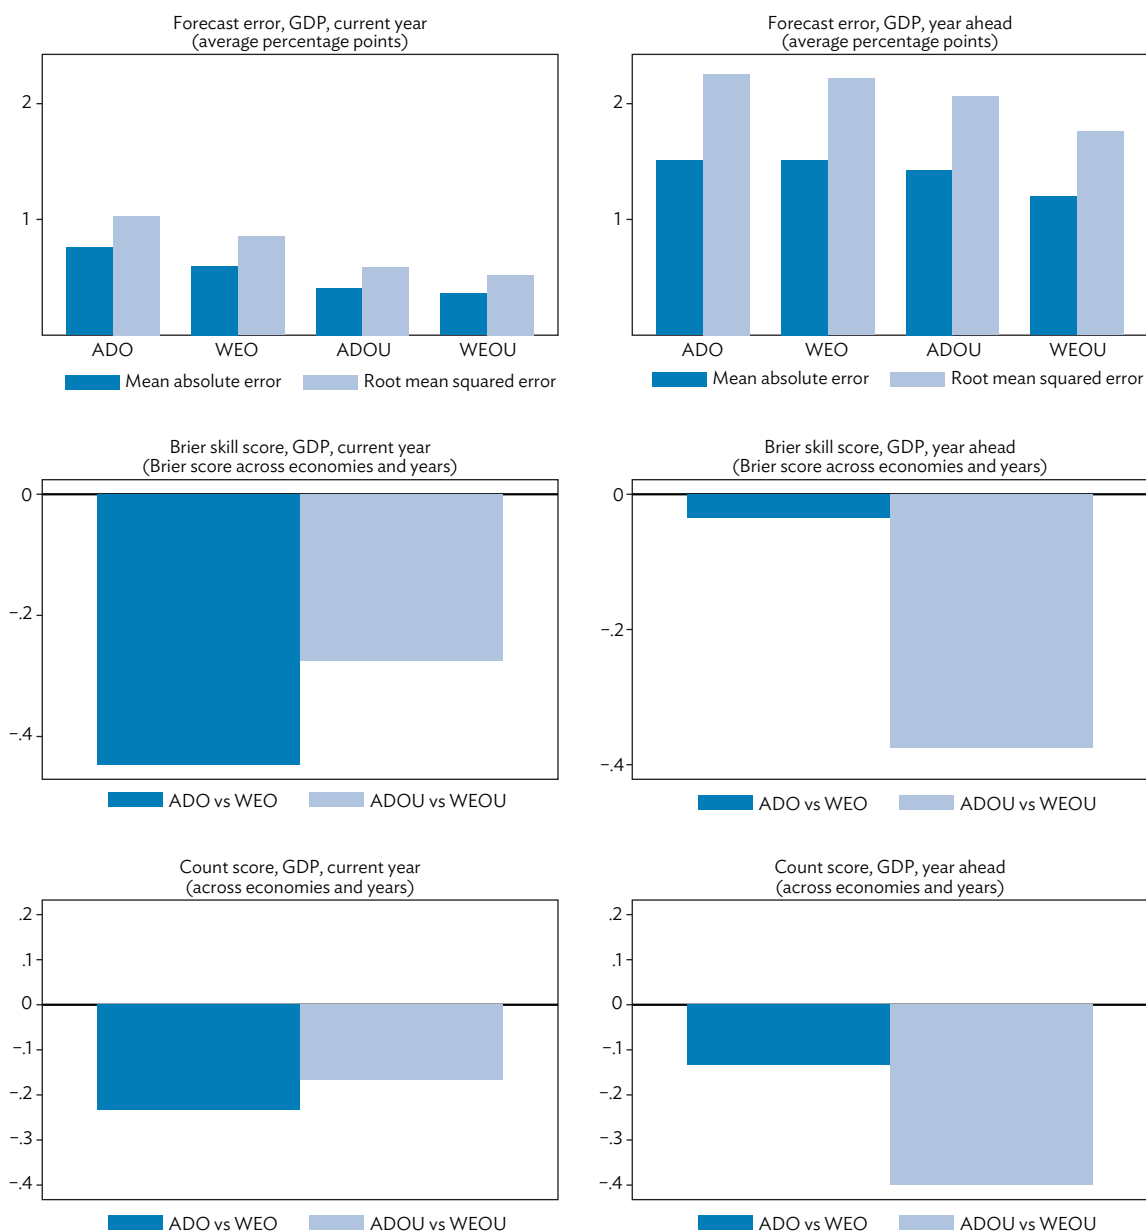 Forecast error, GDP, current year
(average percentage points)
2
1
ADO WEO ADOU WEOU
Mean absolute error Root mean squared error
Forecast error, GDP, year ahead
(average percentage points)
2
1
ADO WEO ADOU WEOU
Mean absolute error Root mean squared error
Brier skill score, GDP, current year
(Brier score across economies and years)
0
−.2
−.4
ADO vs WEO ADOU vs WEOU
Brier skill score, GDP, year ahead
(Brier score across economies and years)
0
−.2
−.4
ADO vs WEO ADOU vs WEOU
Count score, GDP, current year
(across economies and years)
.2
.1
0
−.1
−.2
−.3
−.4
ADO vs WEO ADOU vs WEOU
Count score, GDP, year ahead
(across economies and years)
.2
.1
0
−.1
−.2
−.3
−.4
ADO vs WEO ADOU vs WEOU